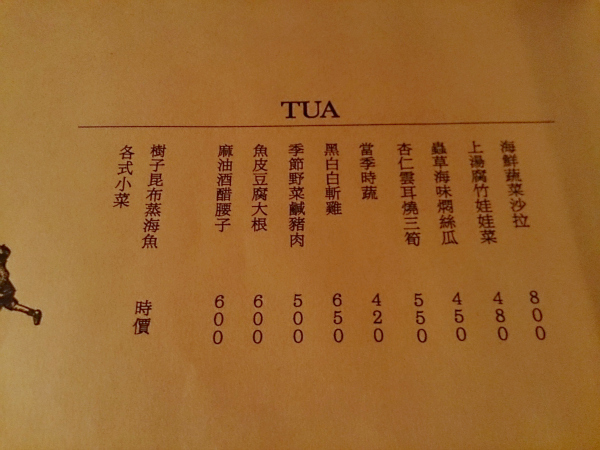 TUA
海鮮蔬菜沙拉 800
上湯腐竹娃娃菜 480
蟲草海味燜絲瓜 450
杏仁雲耳燒三筍 550
當季時蔬 420
黑白白斬雞 650
季節野菜鹹豬肉 500
魚皮豆腐大根 600
麻油酒醋腰子 600
樹子昆布蒸海魚 時價
各式小菜